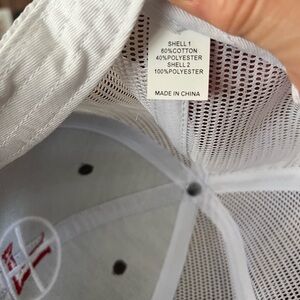 SHELL 1
60%COTTON
40%POLYESTER
SHELL 2
100%POLYESTER
MADE IN CHINA